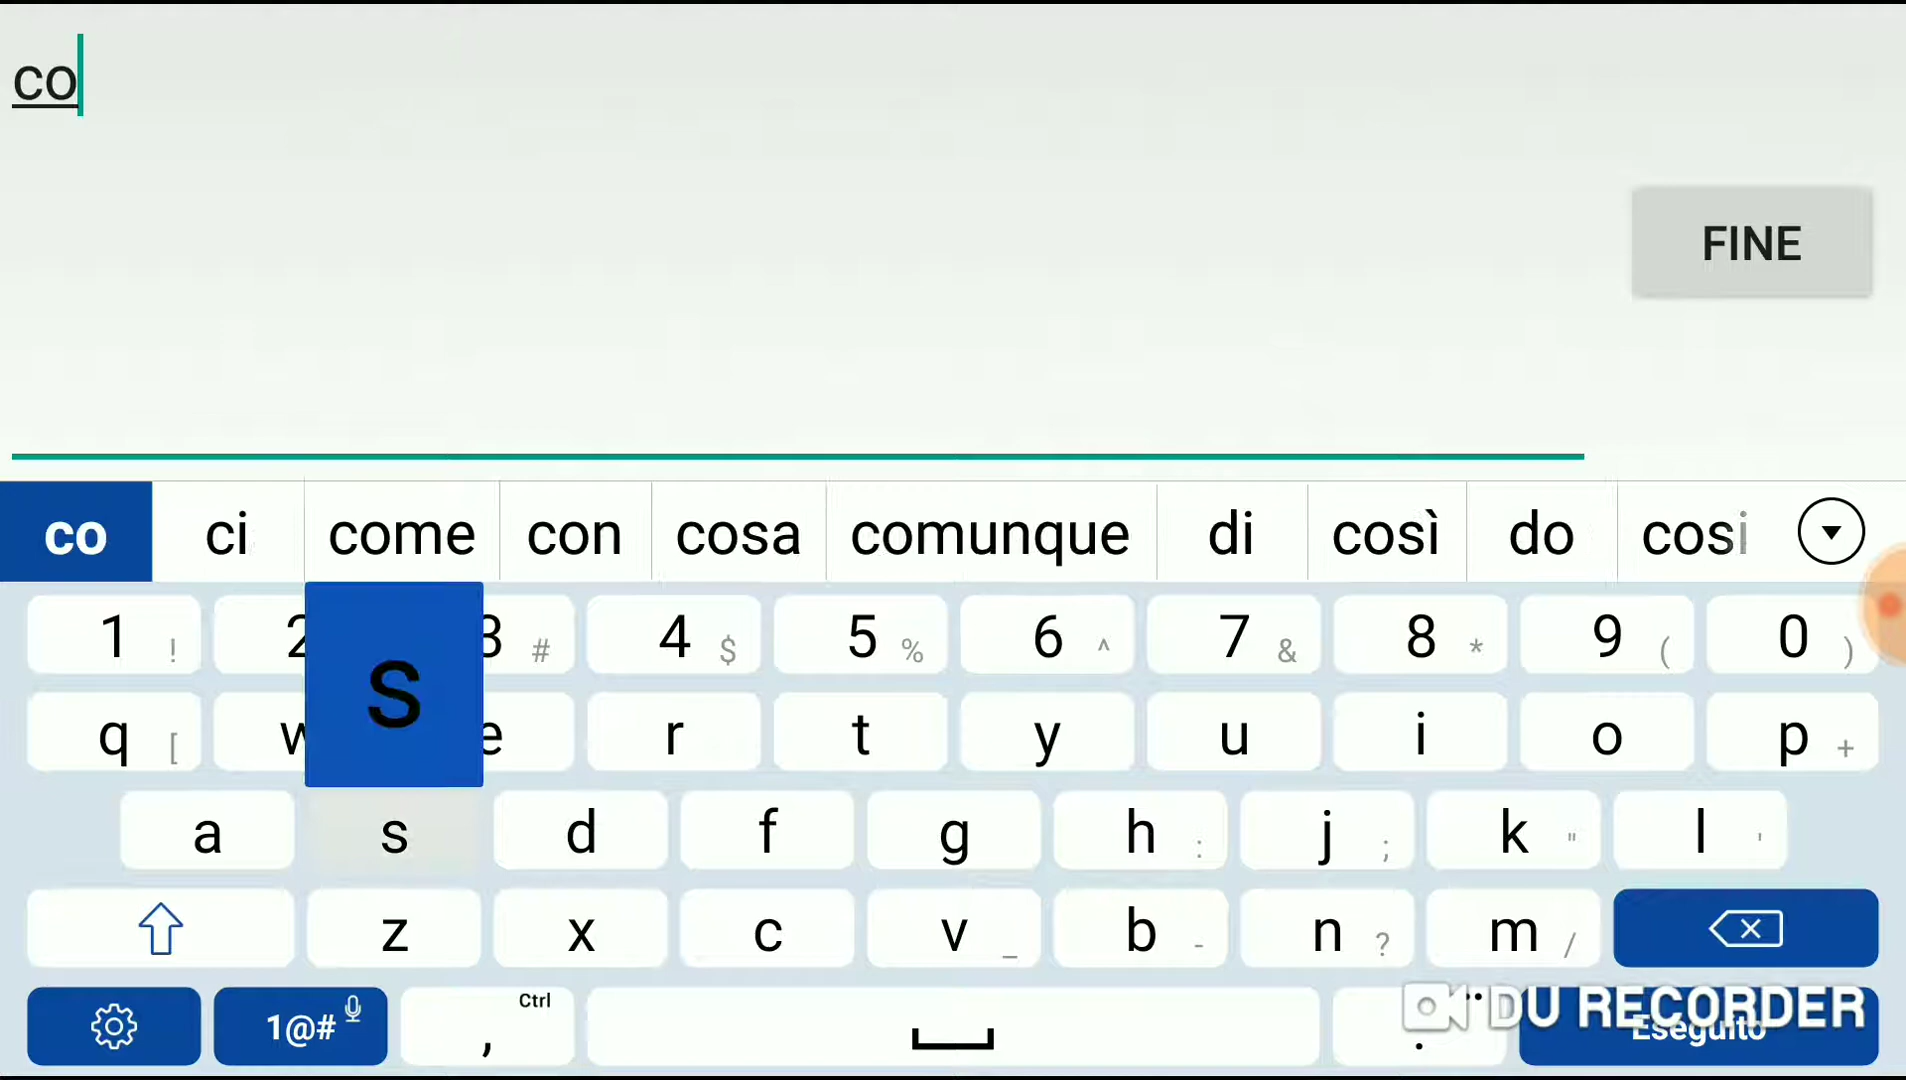 co
FINE
co ci come con cosa comunque di così do cosi
1 ! 2 3 # 4 $ 5 % 6 ^ 7 & 8 * 9 ( 0 )
s
q [ w e r t y u i o p +
a s d f g h : j ; k " l '
z x c v _ b - n ? m /
1@# Ctrl , . Eseguito
DU RECORDER